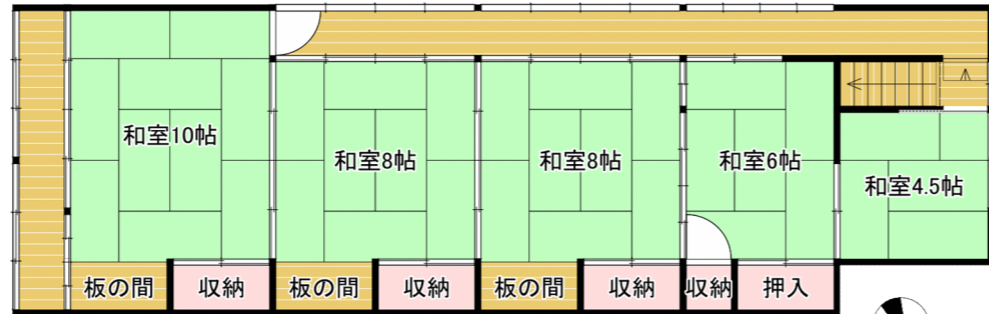 和室10帖
和室8帖
和室8帖
和室6帖
和室4.5帖
板の間
収納
板の間
収納
板の間
収納
収納
押入